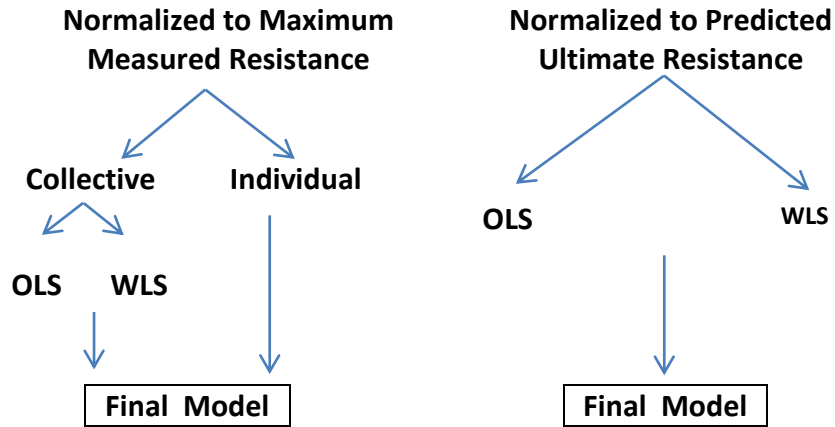 Normalized to Maximum
Measured Resistance
Collective
Individual
OLS
WLS
Final Model
Normalized to Predicted
Ultimate Resistance
OLS
WLS
Final Model